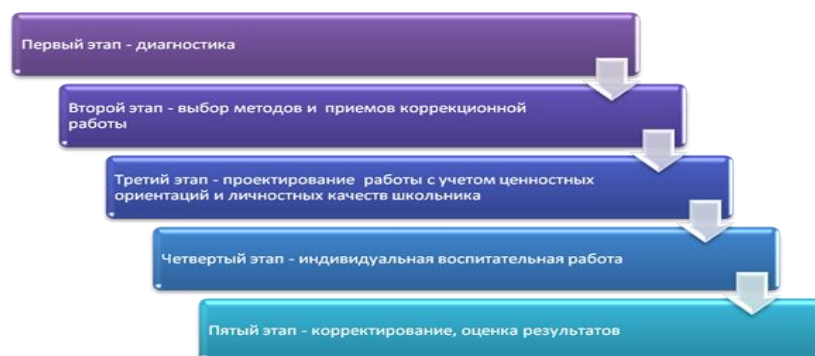 Первый этап - диагностика
Второй этап - выбор методов и приемов коррекционной
работы
Третий этап - проектирование работы с учетом ценностных
ориентаций и личностных качеств школьника
Четвертый этап - индивидуальная воспитательная работа
Пятый этап - корректирование, оценка результатов